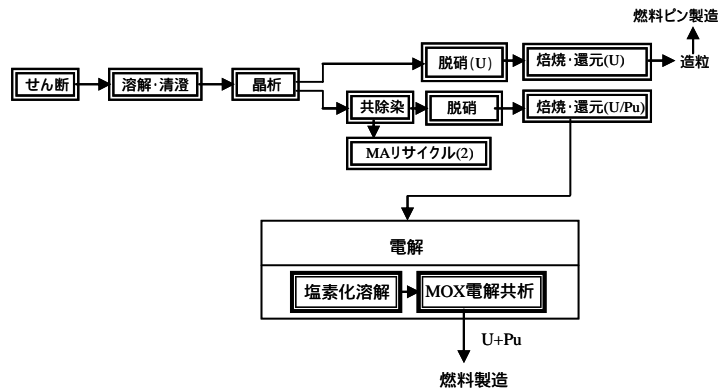 燃料ピン製造
せん断
溶解・清澄
晶析
脱硝(U)
焙焼・還元(U)
造粒
共除染
脱硝
焙焼・還元(U/Pu)
MAリサイクル(2)
電解
塩素化溶解
MOX電解共析
U+Pu
燃料製造